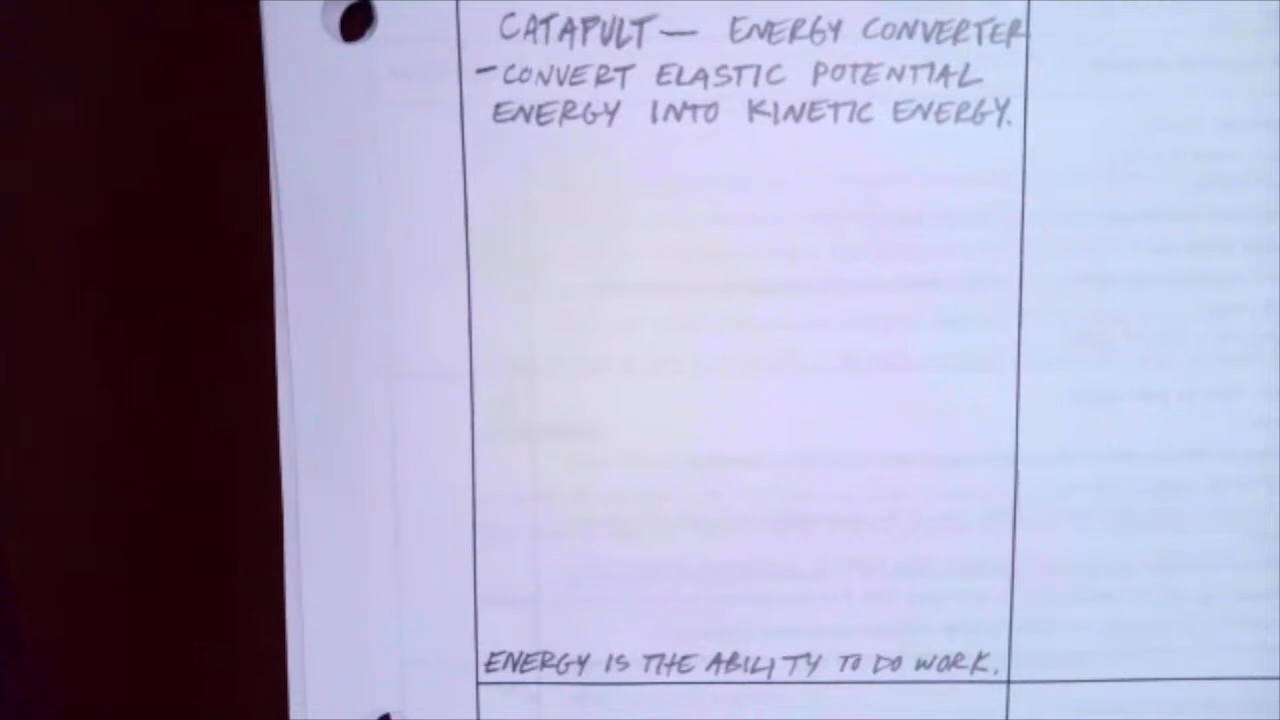 CATAPULT — ENERGY CONVERTER
- CONVERT ELASTIC POTENTIAL
ENERGY INTO KINETIC ENERGY.
ENERGY IS THE ABILITY TO DO WORK.